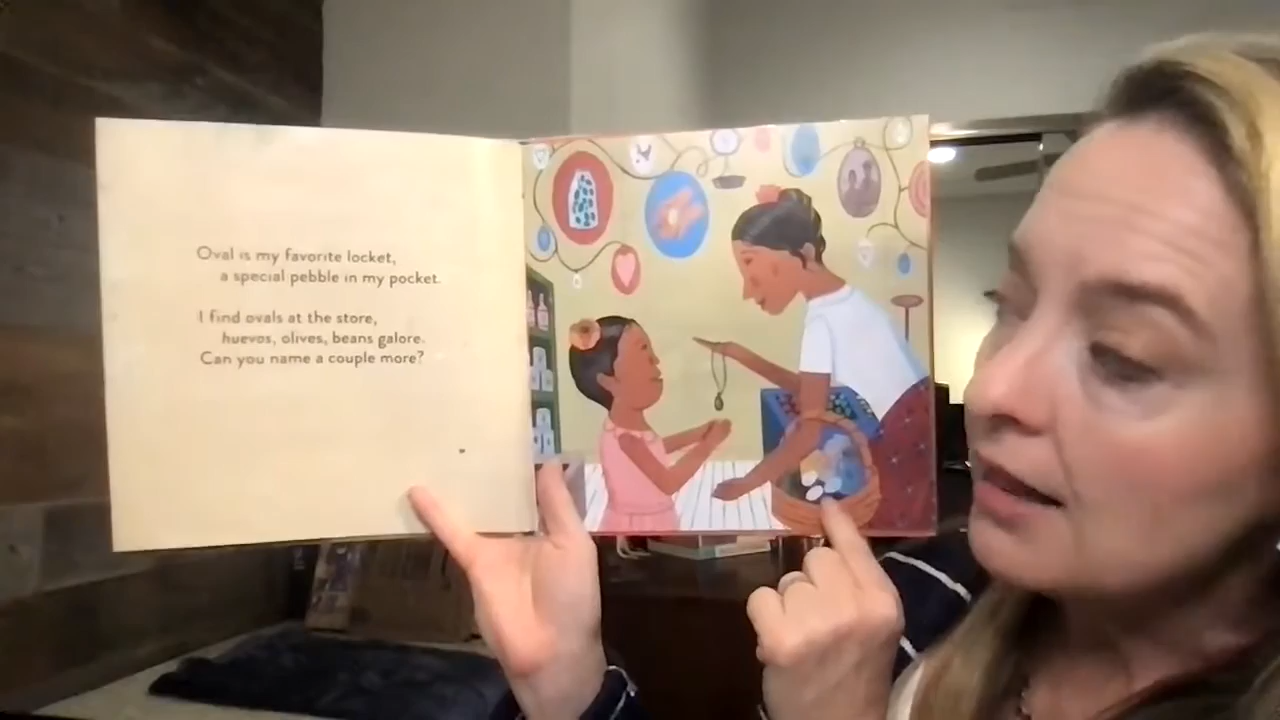 Oval is my favorite locket,
a special pebble in my pocket.
I find ovals at the store,
huevos, olives, beans galore.
Can you name a couple more?